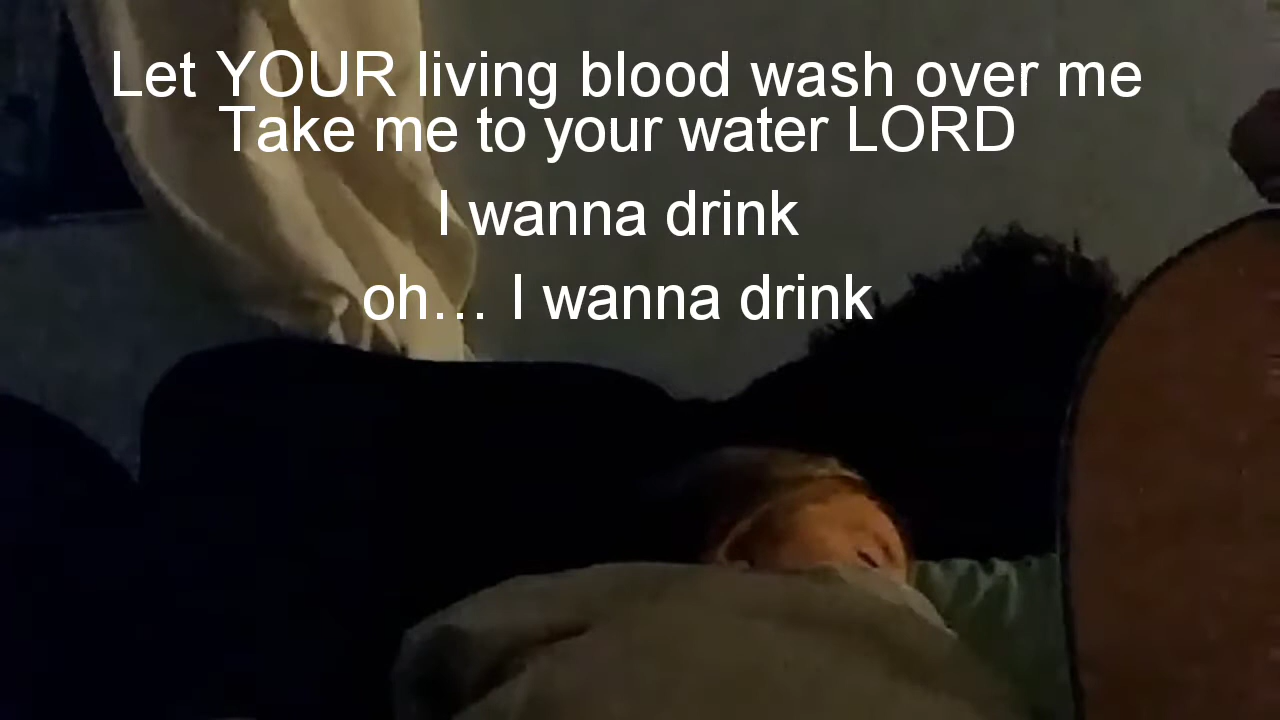 Let YOUR living blood wash over me
Take me to your water LORD
I wanna drink
oh... I wanna drink